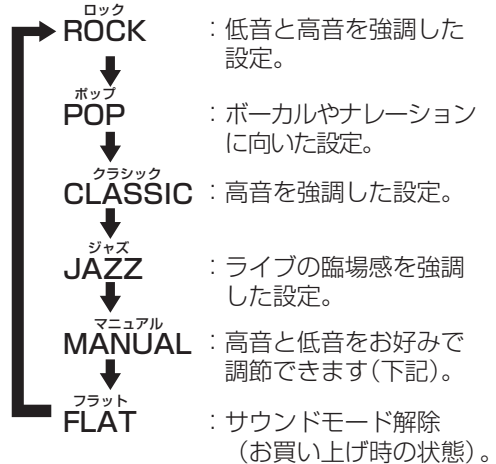 ロック
ROCK :低音と高音を強調した
設定。
ポップ
POP :ボーカルやナレーション
に向いた設定。
クラシック
CLASSIC :高音を強調した設定。
ジャズ
JAZZ :ライブの臨場感を強調
した設定。
マニュアル
MANUAL :高音と低音をお好みで
調節できます(下記)。
フラット
FLAT :サウンドモード解除
(お買い上げ時の状態)。